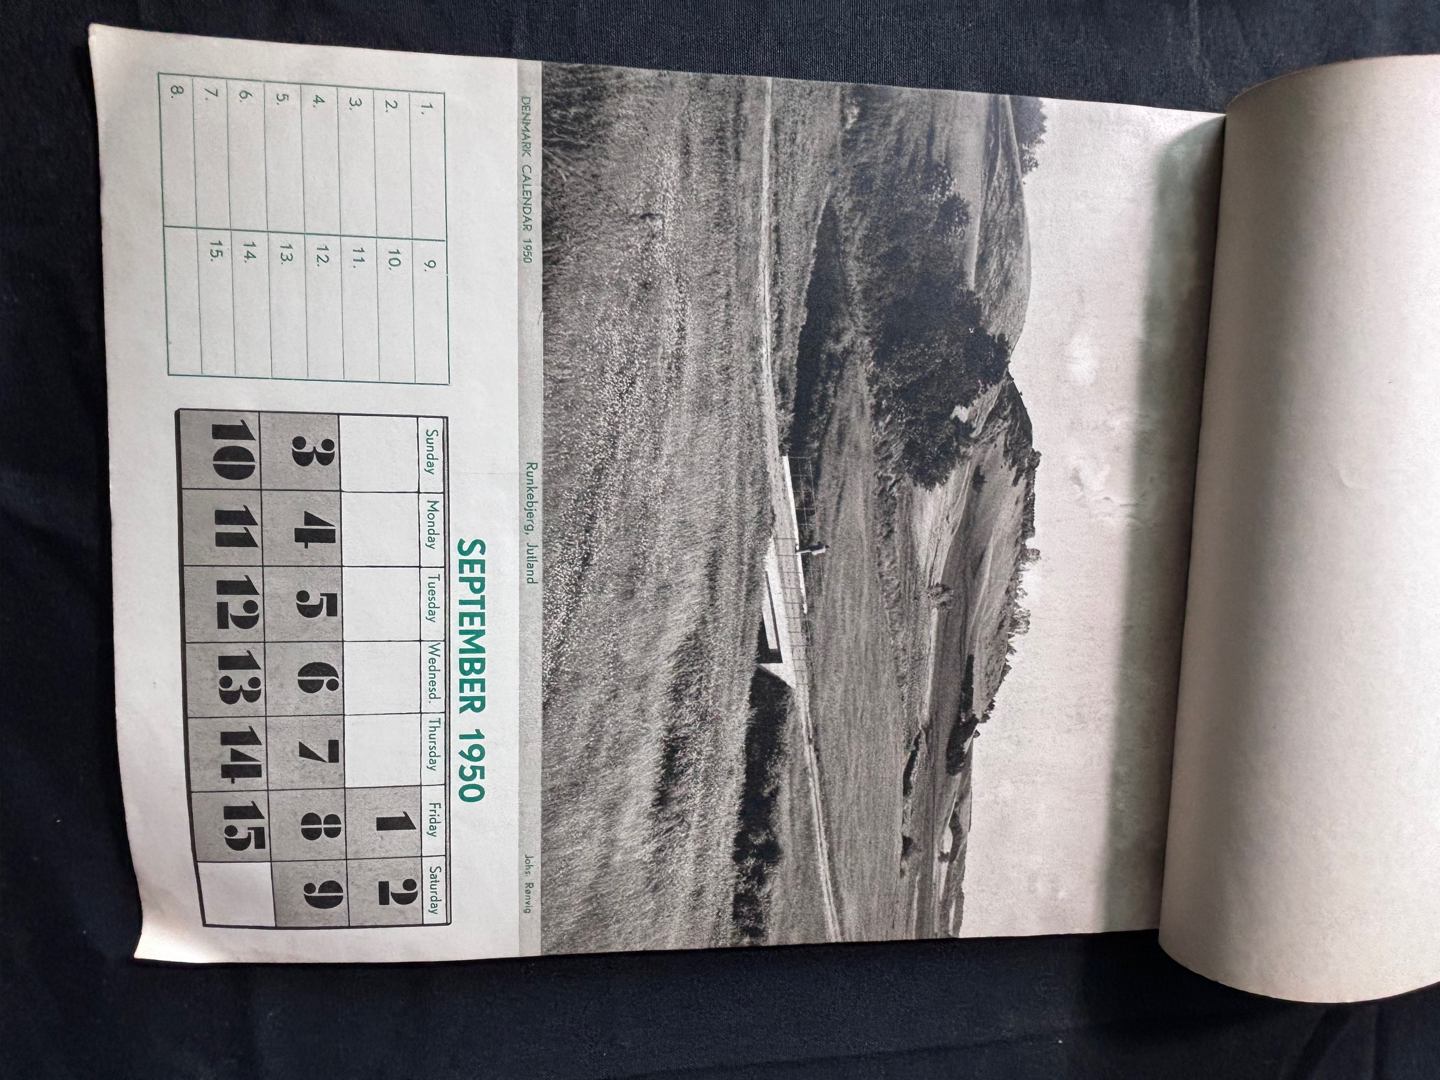 DENMARK CALENDAR 1950 Runkebjerg, Jutland Johs. Rønvig
SEPTEMBER 1950
1. 9.
2. 10.
3. 11.
4. 12.
5. 13.
6. 14.
7. 15.
8.
Sunday Monday Tuesday Wednesd. Thursday Friday Saturday
1 2
3 4 5 6 7 8 9
10 11 12 13 14 15